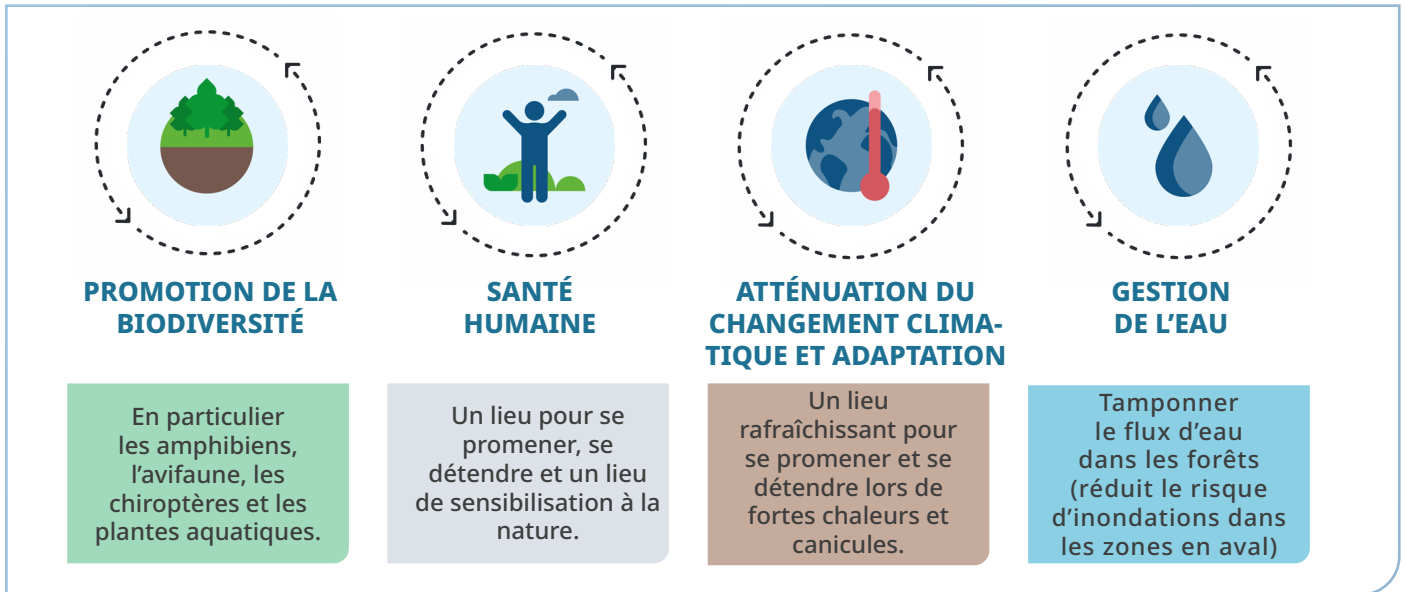 PROMOTION DE LA
BIODIVERSITÉ
En particulier
les amphibiens,
l’avifaune, les
chiroptères et les
plantes aquatiques.
SANTÉ
HUMAINE
Un lieu pour se
promener, se
détendre et un lieu
de sensibilisation à la
nature.
ATTÉNUATION DU
CHANGEMENT CLIMA-
TIQUE ET ADAPTATION
Un lieu
rafraîchissant pour
se promener et se
détendre lors de
fortes chaleurs et
canicules.
GESTION
DE L’EAU
Tamponner
le flux d’eau
dans les forêts
(réduit le risque
d’inondations dans
les zones en aval)